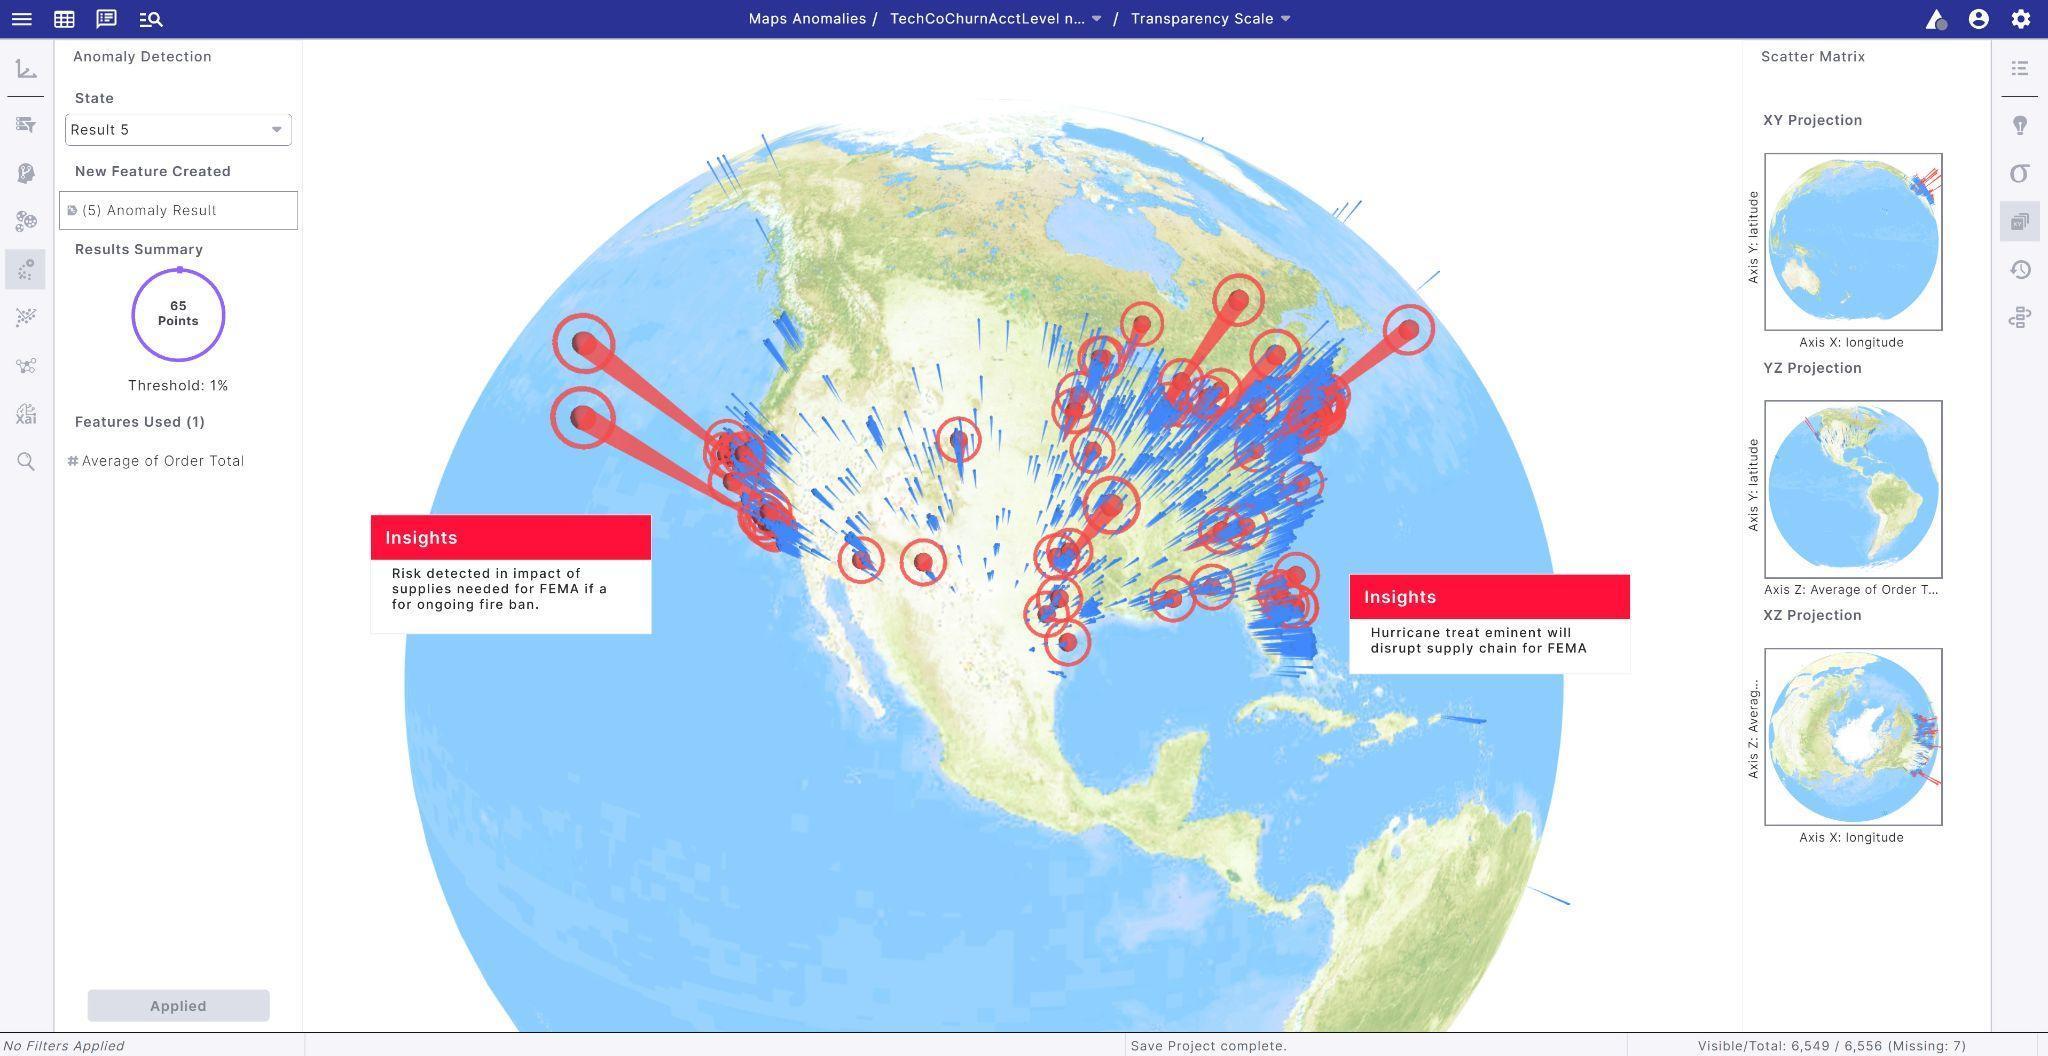 Maps Anomalies / TechCoChurnAcctLevel n... / Transparency Scale
Anomaly Detection
State
Result 5
New Feature Created
(5) Anomaly Result
Results Summary
65
Points
Threshold: 1%
Features Used (1)
# Average of Order Total
Applied
xai
Insights
Risk detected in impact of
supplies needed for FEMA if a
for ongoing fire ban.
Insights
Hurricane treat eminent will
disrupt supply chain for FEMA
Scatter Matrix
XY Projection
Axis Y: latitude
Axis X: longitude
YZ Projection
Axis Y: latitude
Axis Z: Average of Order T...
XZ Projection
Axis Z: Averag...
Axis X: longitude
No Filters Applied
Save Project complete.
Visible/Total: 6,549 / 6,556 (Missing: 7)